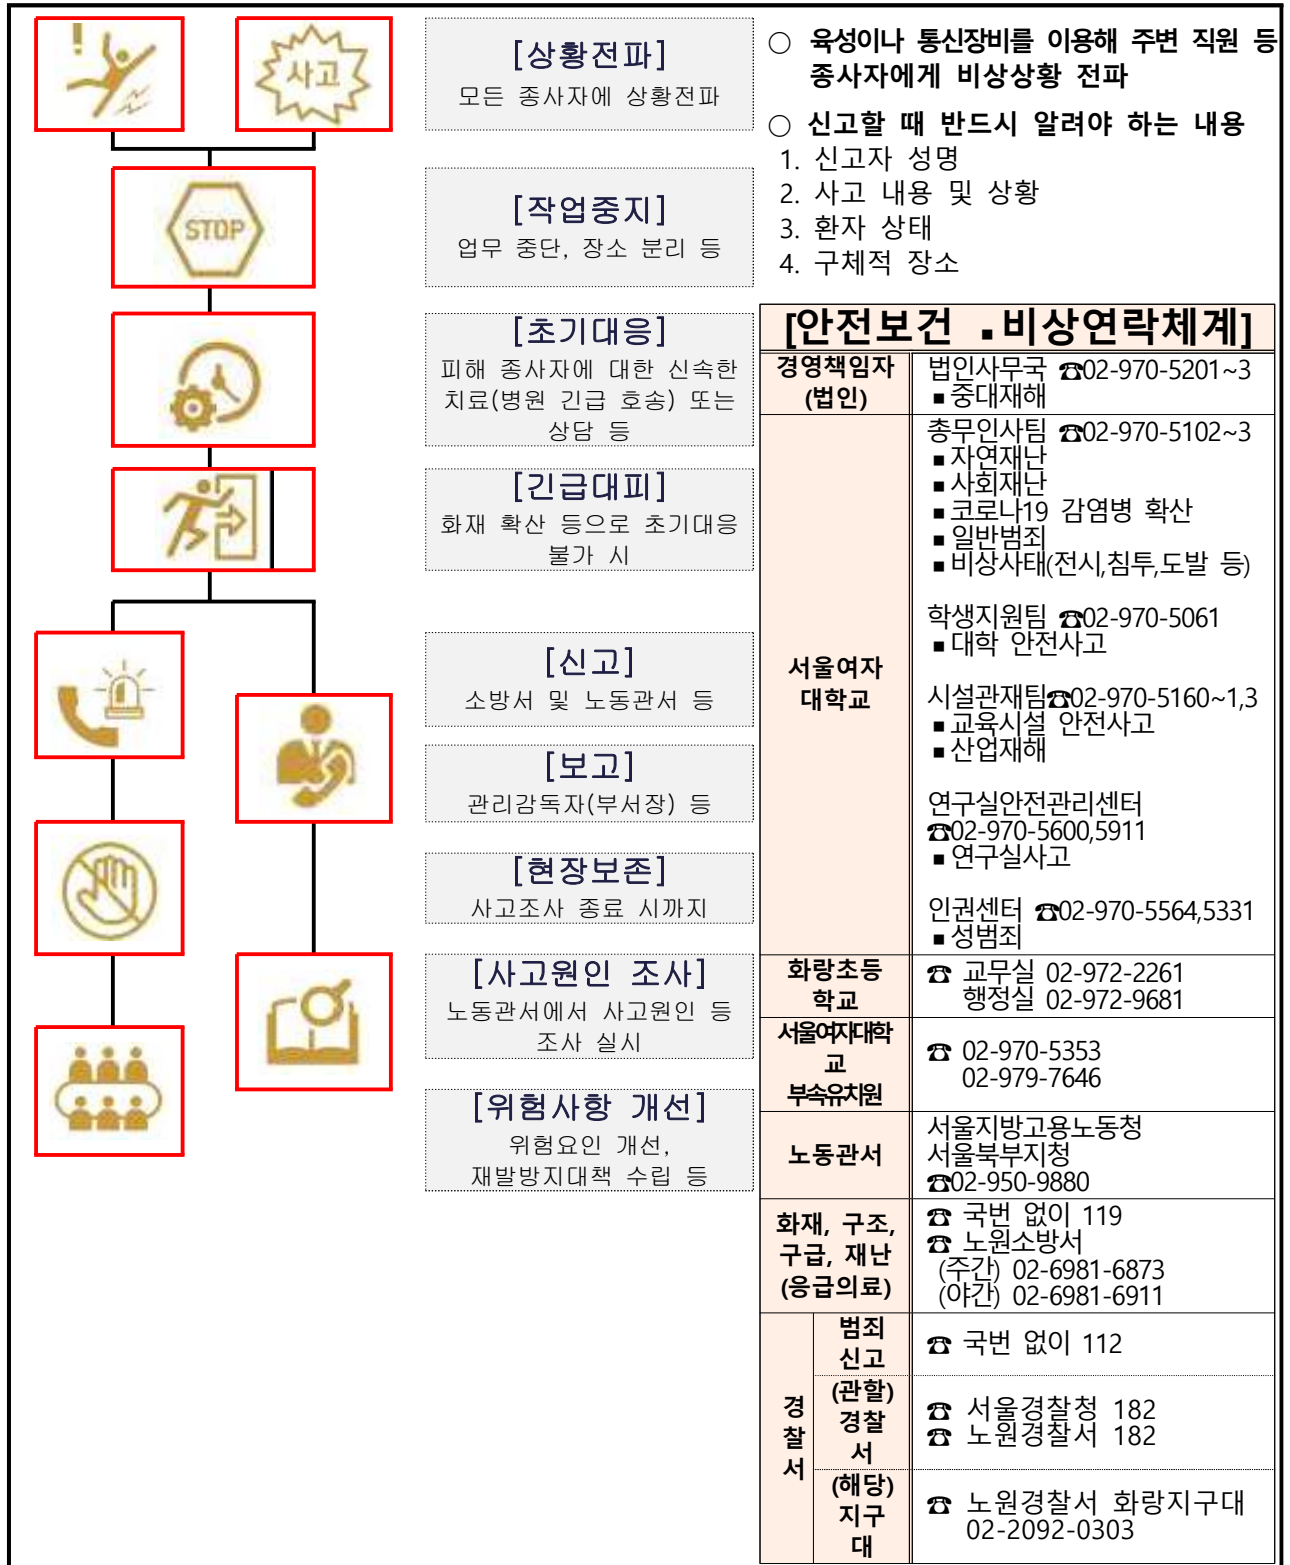 사고
STOP
[상황전파]
모든 종사자에 상황전파
[작업중지]
업무 중단, 장소 분리 등
[초기대응]
피해 종사자에 대한 신속한
치료(병원 긴급 호송) 또는
상담 등
[긴급대피]
화재 확산 등으로 초기대응
불가 시
[신고]
소방서 및 노동관서 등
[보고]
관리감독자(부서장) 등
[현장보존]
사고조사 종료 시까지
[사고원인 조사]
노동관서에서 사고원인 등
조사 실시
[위험사항 개선]
위험요인 개선,
재발방지대책 수립 등
○ 육성이나 통신장비를 이용해 주변 직원 등
종사자에게 비상상황 전파
○ 신고할 때 반드시 알려야 하는 내용
1. 신고자 성명
2. 사고 내용 및 상황
3. 환자 상태
4. 구체적 장소
[안전보건 ▪비상연락체계]
경영책임자
(법인)
법인사무국 ☎02-970-5201~3
▪중대재해
서울여자
대학교
총무인사팀 ☎02-970-5102~3
▪자연재난
▪사회재난
▪코로나19 감염병 확산
▪일반범죄
▪비상사태(전시,침투,도발 등)
학생지원팀 ☎02-970-5061
▪대학 안전사고
시설관재팀☎02-970-5160~1,3
▪교육시설 안전사고
▪산업재해
연구실안전관리센터
☎02-970-5600,5911
▪연구실사고
인권센터 ☎02-970-5564,5331
▪성범죄
화랑초등
학교
☎ 교무실 02-972-2261
행정실 02-972-9681
서울여자대학
교
부속유치원
☎ 02-970-5353
02-979-7646
노동관서
서울지방고용노동청
서울북부지청
☎02-950-9880
화재, 구조,
구급, 재난
(응급의료)
☎ 국번 없이 119
☎ 노원소방서
(주간) 02-6981-6873
(야간) 02-6981-6911
경
찰
서
범죄
신고
☎ 국번 없이 112
(관할)
경찰
서
☎ 서울경찰청 182
☎ 노원경찰서 182
(해당)
지구
대
☎ 노원경찰서 화랑지구대
02-2092-0303